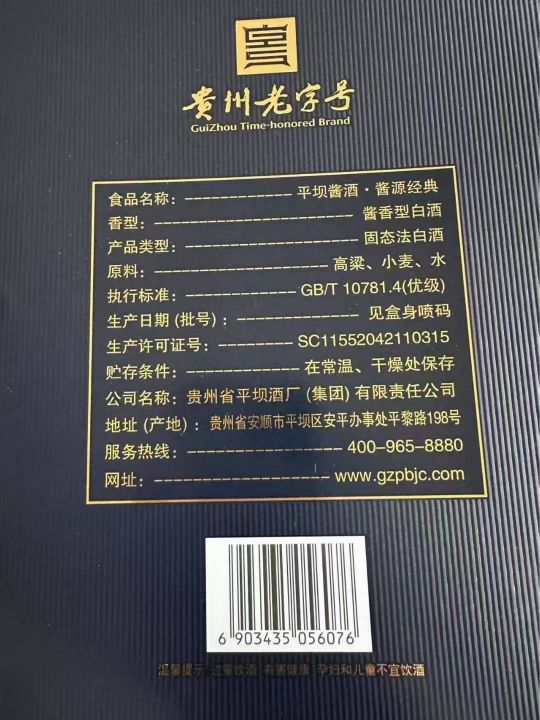 贵州老字号
GuiZhou Time-honored Brand
食品名称：------------平坝酱酒·酱源经典
香型：----------------------酱香型白酒
产品类型：------------------固态法白酒
原料：--------------------高粱、小麦、水
执行标准：------------GB/T 10781.4(优级)
生产日期 (批号)：--------------见盒身喷码
生产许可证号：--------SC11552042110315
贮存条件：-------------在常温、干燥处保存
公司名称：贵州省平坝酒厂 (集团) 有限责任公司
地址 (产地)：贵州省安顺市平坝区安平办事处平黎路198号
服务热线：-----------------400-965-8880
网址：--------------------www.gzpbjc.com
6 903435 056076
温馨提示 过量饮酒 有害健康 孕妇和儿童不宜饮酒